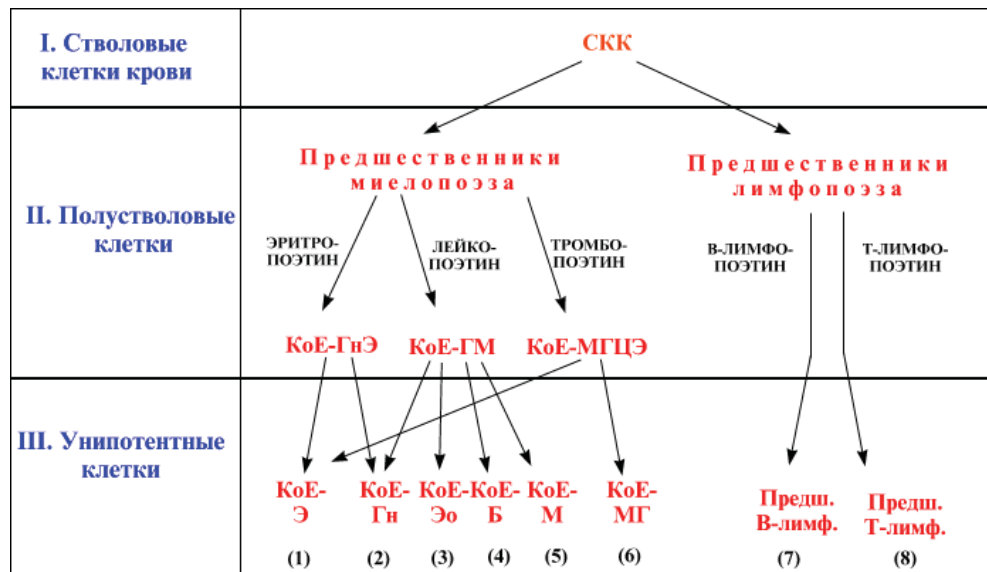 I. Стволовые
клетки крови
СКК
Предшественники
миелопоэза
Предшественники
лимфопоэза
II. Полустволовые
клетки
ЭРИТРО-
ПОЭТИН
ЛЕЙКО-
ПОЭТИН
ТРОМБО-
ПОЭТИН
В-ЛИМФО-
ПОЭТИН
Т-ЛИМФО-
ПОЭТИН
КоЕ-ГнЭ
КоЕ-ГМ
КоЕ-МГЦЭ
III. Унипотентные
клетки
КоЕ-
Э
КоЕ-
Гн
КоЕ-
Эо
КоЕ-
Б
КоЕ-
М
КоЕ-
МГ
Предш.
В-лимф.
Предш.
Т-лимф.
(1)
(2)
(3)
(4)
(5)
(6)
(7)
(8)